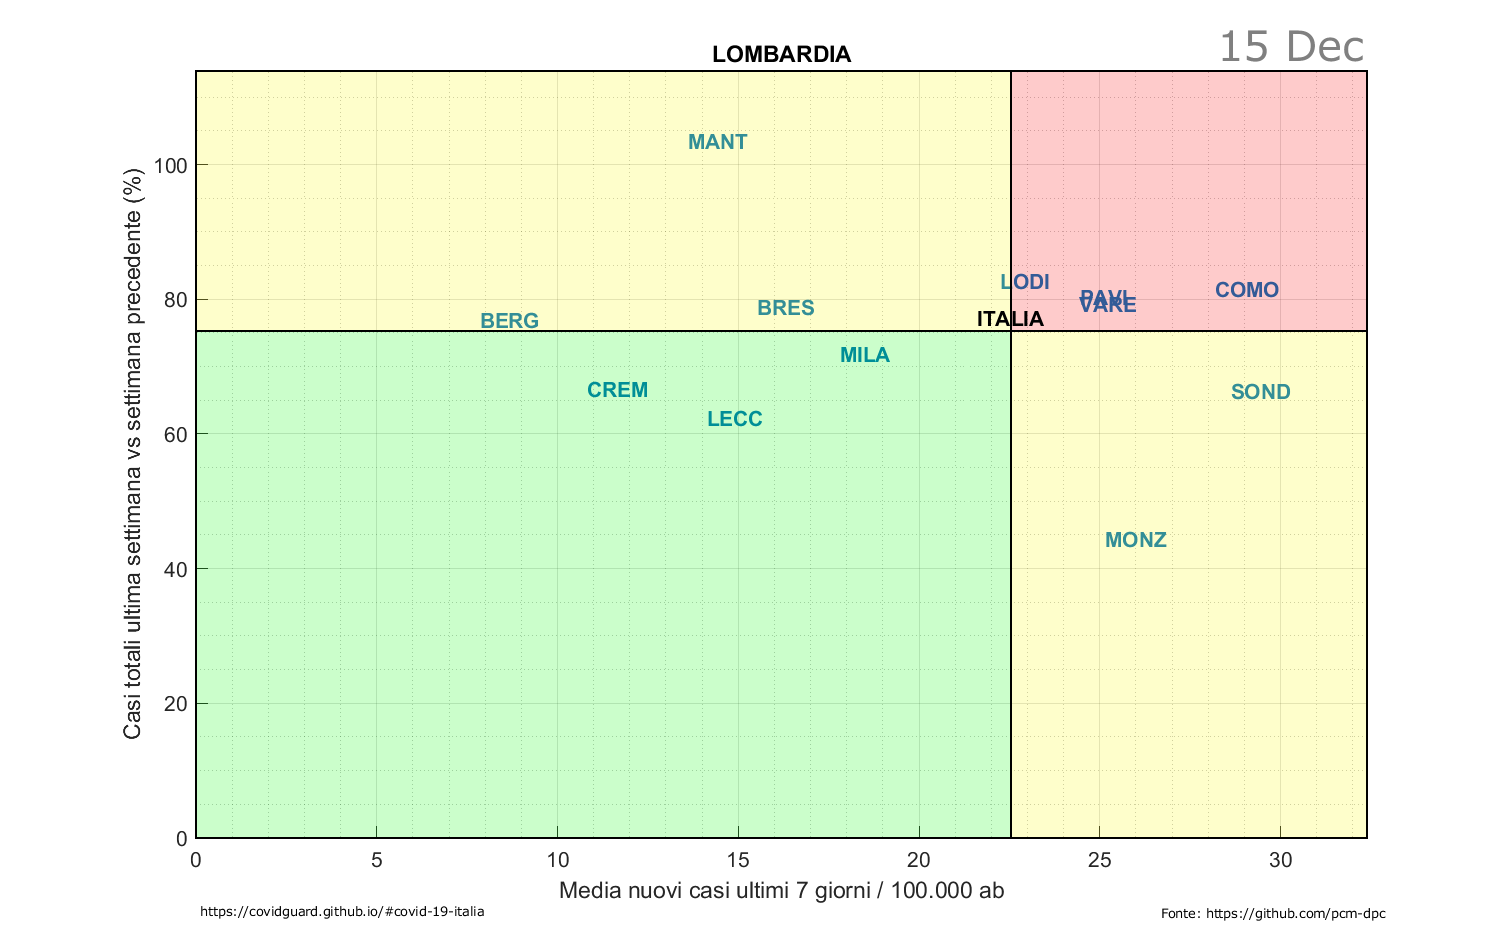 LOMBARDIA
15 Dec
Casi totali ultima settimana vs settimana precedente (%)
100
80
60
40
20
0
MANT
LODI
COMO
PAVI
VARE
BRES
BERG
ITALIA
MILA
CREM
SOND
LECC
MONZ
0 5 10 15 20 25 30
Media nuovi casi ultimi 7 giorni / 100.000 ab
https://covidguard.github.io/#covid-19-italia
Fonte: https://github.com/pcm-dpc